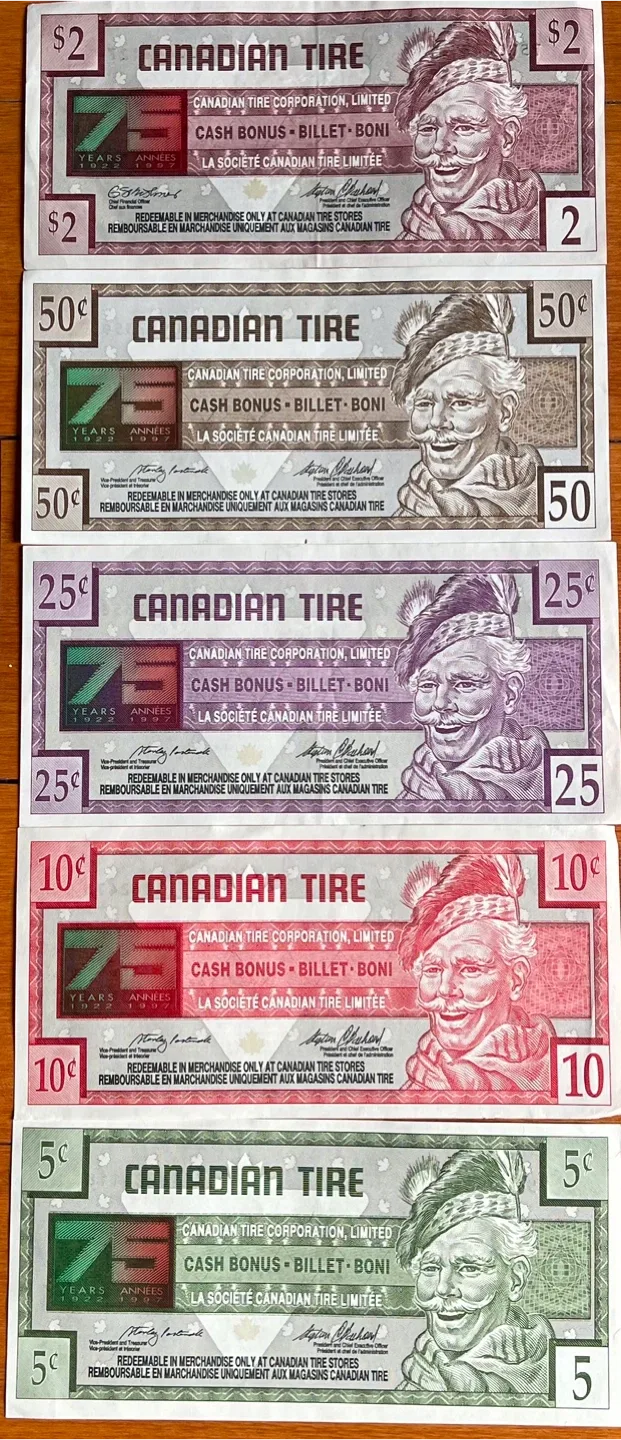 $2 $2
CANADIAN TIRE
CANADIAN TIRE CORPORATION, LIMITED
75
CASH BONUS - BILLET - BONI
YEARS ANNÉES
1922 1997
LA SOCIÉTÉ CANADIAN TIRE LIMITÉE
Chief Financial Officer
Chef aux finances
President and Chief Executive Officer
Président et chef de l'administration
$2 2
REDEEMABLE IN MERCHANDISE ONLY AT CANADIAN TIRE STORES
REMBOURSABLE EN MARCHANDISE UNIQUEMENT AUX MAGASINS CANADIAN TIRE
50¢ 50¢
CANADIAN TIRE
CANADIAN TIRE CORPORATION, LIMITED
75
CASH BONUS - BILLET - BONI
YEARS ANNÉES
1922 1997
LA SOCIÉTÉ CANADIAN TIRE LIMITÉE
Vice-President and Treasurer
Vice-président et trésorier
President and Chief Executive Officer
Président et chef de l'administration
50¢ 50
REDEEMABLE IN MERCHANDISE ONLY AT CANADIAN TIRE STORES
REMBOURSABLE EN MARCHANDISE UNIQUEMENT AUX MAGASINS CANADIAN TIRE
25¢ 25¢
CANADIAN TIRE
CANADIAN TIRE CORPORATION, LIMITED
75
CASH BONUS - BILLET - BONI
YEARS ANNÉES
1922 1997
LA SOCIÉTÉ CANADIAN TIRE LIMITÉE
Vice-President and Treasurer
Vice-président et trésorier
President and Chief Executive Officer
Président et chef de l'administration
25¢ 25
REDEEMABLE IN MERCHANDISE ONLY AT CANADIAN TIRE STORES
REMBOURSABLE EN MARCHANDISE UNIQUEMENT AUX MAGASINS CANADIAN TIRE
10¢ 10¢
CANADIAN TIRE
CANADIAN TIRE CORPORATION, LIMITED
75
CASH BONUS - BILLET - BONI
YEARS ANNÉES
1922 1997
LA SOCIÉTÉ CANADIAN TIRE LIMITÉE
Vice-President and Treasurer
Vice-président et trésorier
President and Chief Executive Officer
Président et chef de l'administration
10¢ 10
REDEEMABLE IN MERCHANDISE ONLY AT CANADIAN TIRE STORES
REMBOURSABLE EN MARCHANDISE UNIQUEMENT AUX MAGASINS CANADIAN TIRE
5¢ 5¢
CANADIAN TIRE
CANADIAN TIRE CORPORATION, LIMITED
75
CASH BONUS - BILLET - BONI
YEARS ANNÉES
1922 1997
LA SOCIÉTÉ CANADIAN TIRE LIMITÉE
Vice-President and Treasurer
Vice-président et trésorier
President and Chief Executive Officer
Président et chef de l'administration
5¢ 5
REDEEMABLE IN MERCHANDISE ONLY AT CANADIAN TIRE STORES
REMBOURSABLE EN MARCHANDISE UNIQUEMENT AUX MAGASINS CANADIAN TIRE